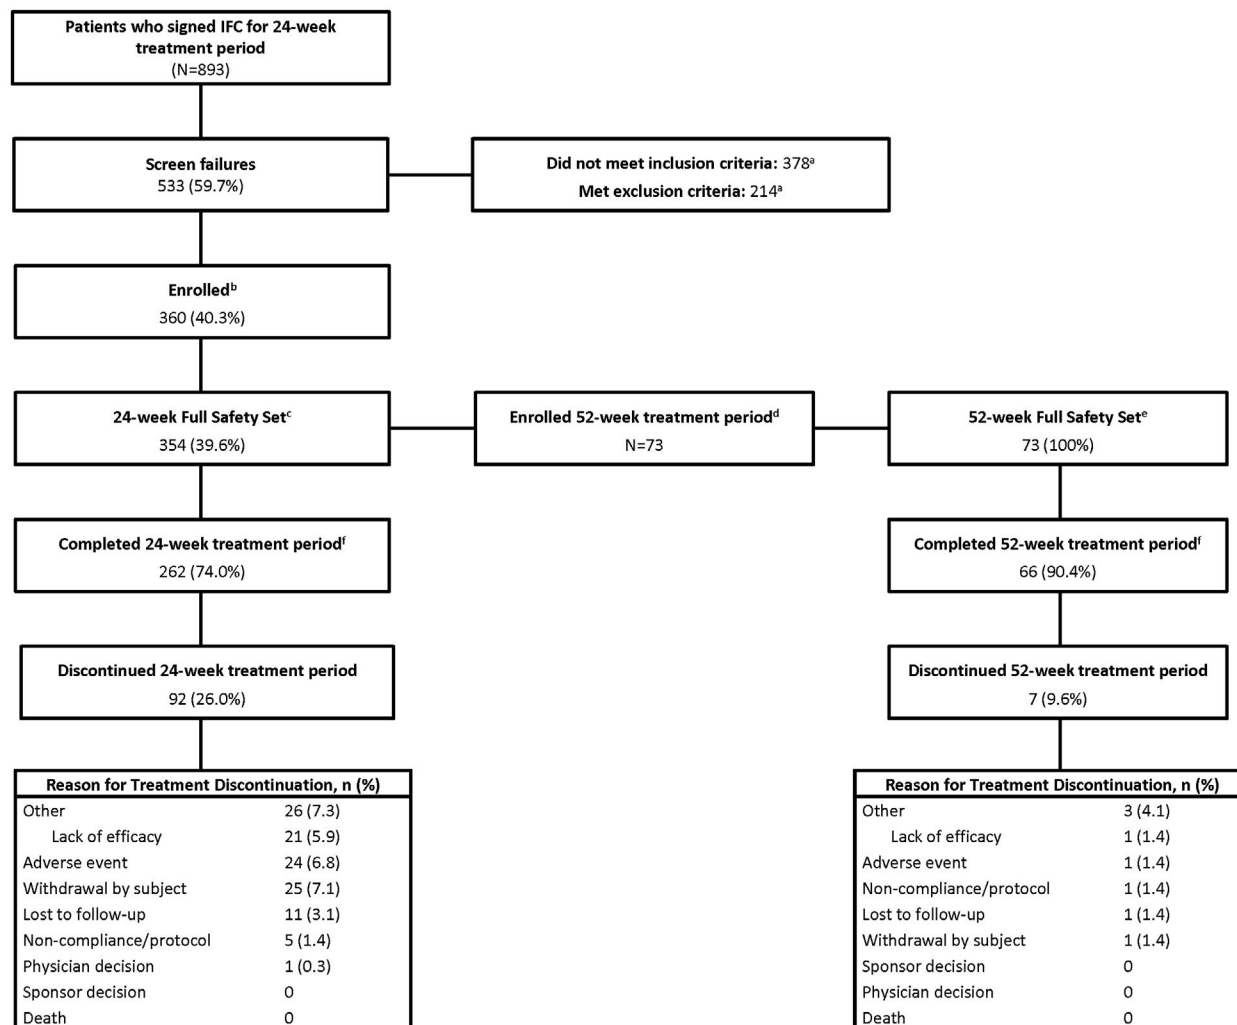 Patients who signed IFC for 24-week
treatment period
(N=893)
Screen failures
533 (59.7%)
Did not meet inclusion criteria: 378ᵃ
Met exclusion criteria: 214ᵃ
Enrolledᵇ
360 (40.3%)
24-week Full Safety Setᶜ
354 (39.6%)
Enrolled 52-week treatment periodᵈ
N=73
52-week Full Safety Setᵉ
73 (100%)
Completed 24-week treatment periodᶠ
262 (74.0%)
Completed 52-week treatment periodᶠ
66 (90.4%)
Discontinued 24-week treatment period
92 (26.0%)
Discontinued 52-week treatment period
7 (9.6%)
Reason for Treatment Discontinuation, n (%)
Other 26 (7.3)
Lack of efficacy 21 (5.9)
Adverse event 24 (6.8)
Withdrawal by subject 25 (7.1)
Lost to follow-up 11 (3.1)
Non-compliance/protocol 5 (1.4)
Physician decision 1 (0.3)
Sponsor decision 0
Death 0
Reason for Treatment Discontinuation, n (%)
Other 3 (4.1)
Lack of efficacy 1 (1.4)
Adverse event 1 (1.4)
Non-compliance/protocol 1 (1.4)
Lost to follow-up 1 (1.4)
Withdrawal by subject 1 (1.4)
Sponsor decision 0
Physician decision 0
Death 0